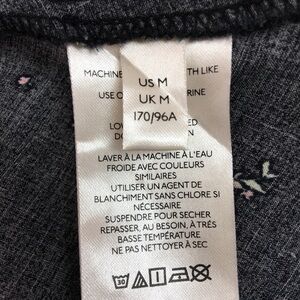 US M
UK M
170/96A
MACHINE TH LIKE
USE O RINE
LO ED
D
LAVER À LA MACHINE À L'EAU
FROIDE AVEC COULEURS
SIMILAIRES
UTILISER UN AGENT DE
BLANCHIMENT SANS CHLORE SI
NÉCESSAIRE
SUSPENDRE POUR SÉCHER
REPASSER, AU BESOIN, À TRÈS
BASSE TEMPÉRATURE
NE PAS NETTOYER À SEC
30